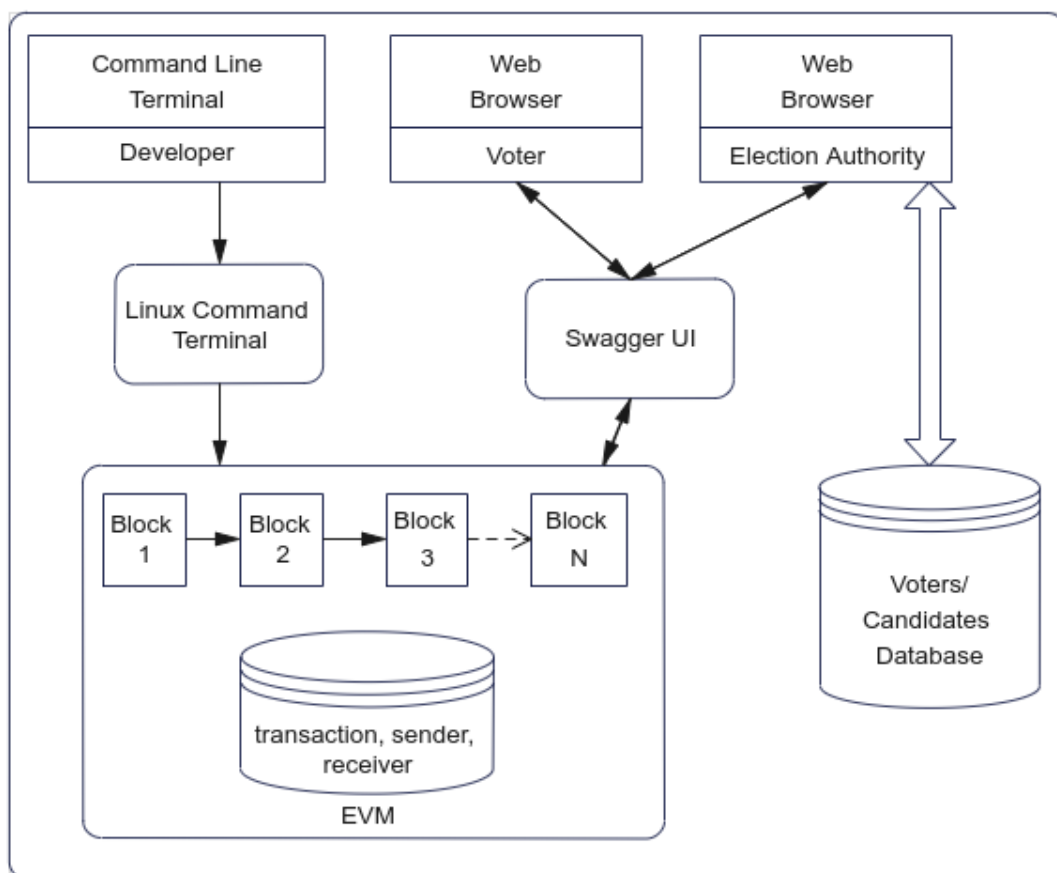 Command Line
Terminal
Developer
Web
Browser
Voter
Web
Browser
Election Authority
Linux Command
Terminal
Swagger UI
Block
1
Block
2
Block
3
Block
N
transaction, sender,
receiver
EVM
Voters/
Candidates
Database